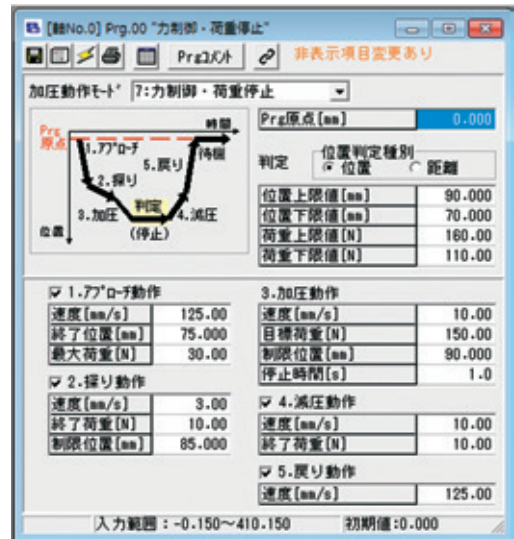 [軸No.0] Prg.00 "力制御・荷重停止"
Prgコメント 非表示項目変更あり
加圧動作モード 7:力制御・荷重停止
Prg原点
時間
1.アプローチ
2.探り
3.加圧
判定
(停止)
4.減圧
5.戻り
待機
位置
Prg原点[mm] 0.000
判定 位置判定種別
位置 距離
位置上限値[mm] 90.000
位置下限値[mm] 70.000
荷重上限値[N] 160.00
荷重下限値[N] 110.00
1.アプローチ動作
速度[mm/s] 125.00
終了位置[mm] 75.000
最大荷重[N] 30.00
2.探り動作
速度[mm/s] 3.00
終了荷重[N] 10.00
制限位置[mm] 85.000
3.加圧動作
速度[mm/s] 10.00
目標荷重[N] 150.00
制限位置[mm] 90.000
停止時間[s] 1.0
4.減圧動作
速度[mm/s] 10.00
終了荷重[N] 10.00
5.戻り動作
速度[mm/s] 125.00
入力範囲:-0.150～410.150 初期値:0.000